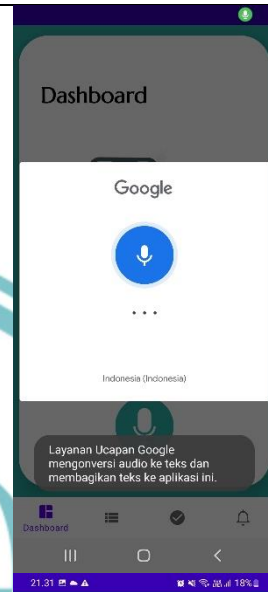 Dashboard
Google
Indonesia (Indonesia)
Layanan Ucapan Google
mengonversi audio ke teks dan
membagikan teks ke aplikasi ini.
Dashboard
21.31
18%